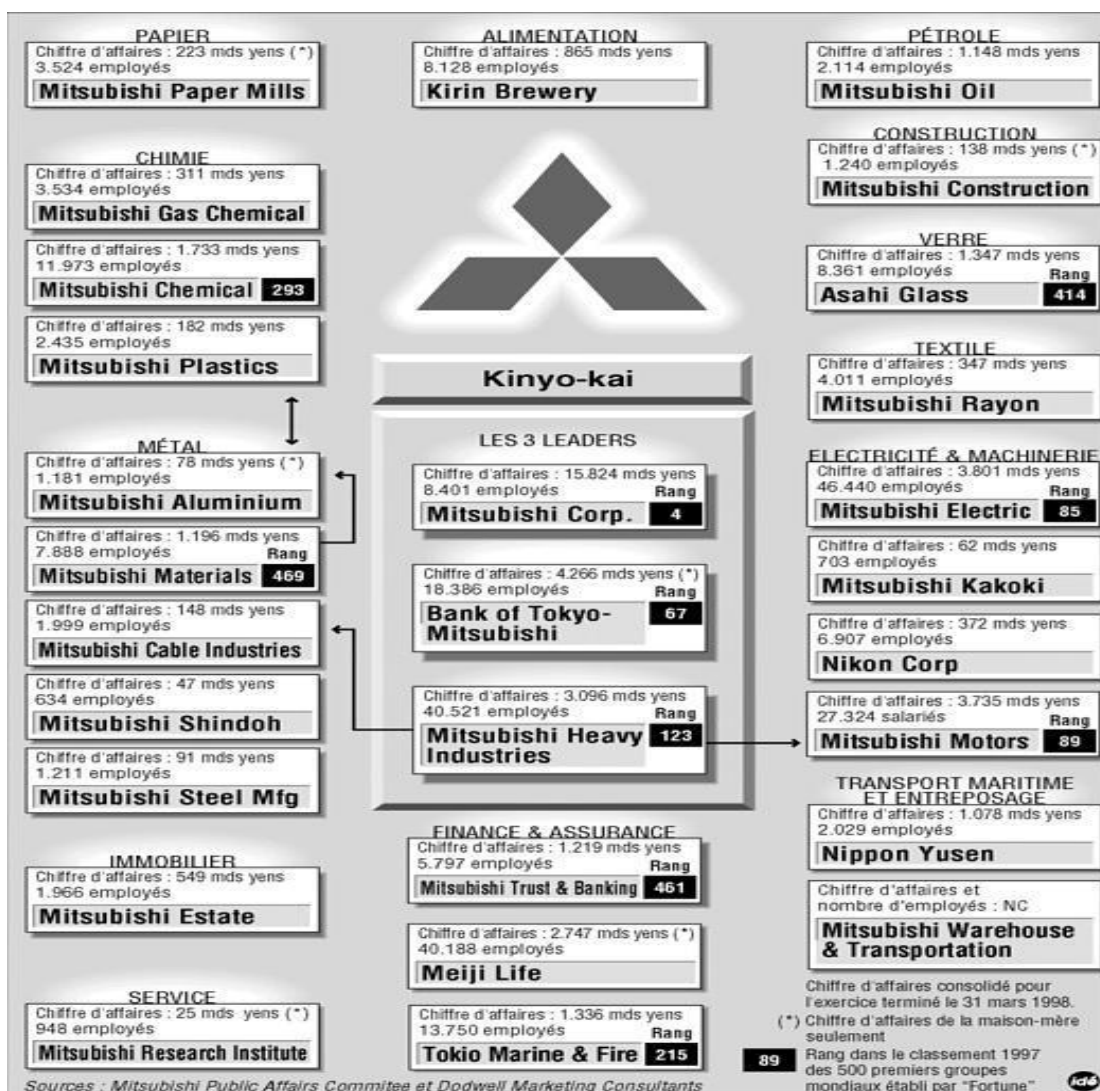 PAPIER
Chiffre d'affaires : 223 mds yens (*)
3.524 employés
Mitsubishi Paper Mills
CHIMIE
Chiffre d'affaires : 311 mds yens
3.534 employés
Mitsubishi Gas Chemical
Chiffre d'affaires : 1.733 mds yens
11.973 employés
Mitsubishi Chemical 293
Chiffre d'affaires : 182 mds yens
2.435 employés
Mitsubishi Plastics
MÉTAL
Chiffre d'affaires : 78 mds yens (*)
1.181 employés
Mitsubishi Aluminium
Chiffre d'affaires : 1.196 mds yens
7.888 employés Rang
Mitsubishi Materials 469
Chiffre d'affaires : 148 mds yens
1.999 employés
Mitsubishi Cable Industries
Chiffre d'affaires : 47 mds yens
634 employés
Mitsubishi Shindoh
Chiffre d'affaires : 91 mds yens
1.211 employés
Mitsubishi Steel Mfg
IMMOBILIER
Chiffre d'affaires : 549 mds yens
1.966 employés
Mitsubishi Estate
SERVICE
Chiffre d'affaires : 25 mds yens (*)
948 employés
Mitsubishi Research Institute
ALIMENTATION
Chiffre d'affaires : 865 mds yens
8.128 employés
Kirin Brewery
Kinyo-kai
LES 3 LEADERS
Chiffre d'affaires : 15.824 mds yens
8.401 employés Rang
Mitsubishi Corp. 4
Chiffre d'affaires : 4.266 mds yens (*)
18.386 employés Rang
Bank of Tokyo- 67
Mitsubishi
Chiffre d'affaires : 3.096 mds yens
40.521 employés Rang
Mitsubishi Heavy 123
Industries
FINANCE & ASSURANCE
Chiffre d'affaires : 1.219 mds yens
5.797 employés Rang
Mitsubishi Trust & Banking 461
Chiffre d'affaires : 2.747 mds yens (*)
40.188 employés
Meiji Life
Chiffre d'affaires : 1.336 mds yens
13.750 employés Rang
Tokio Marine & Fire 215
PÉTROLE
Chiffre d'affaires : 1.148 mds yens
2.114 employés
Mitsubishi Oil
CONSTRUCTION
Chiffre d'affaires : 138 mds yens (*)
1.240 employés
Mitsubishi Construction
VERRE
Chiffre d'affaires : 1.347 mds yens
8.361 employés Rang
Asahi Glass 414
TEXTILE
Chiffre d'affaires : 347 mds yens
4.011 employés
Mitsubishi Rayon
ELECTRICITÉ & MACHINERIE
Chiffre d'affaires : 3.801 mds yens
46.440 employés Rang
Mitsubishi Electric 85
Chiffre d'affaires : 62 mds yens
703 employés
Mitsubishi Kakoki
Chiffre d'affaires : 372 mds yens
6.907 employés
Nikon Corp
Chiffre d'affaires : 3.735 mds yens
27.324 salariés Rang
Mitsubishi Motors 89
TRANSPORT MARITIME
ET ENTREPOSAGE
Chiffre d'affaires : 1.078 mds yens
2.029 employés
Nippon Yusen
Chiffre d'affaires et
nombre d'employés : NC
Mitsubishi Warehouse
& Transportation
Chiffre d'affaires consolidé pour
l'exercice terminé le 31 mars 1998.
(*) Chiffre d'affaires de la maison-mère
seulement
89 Rang dans le classement 1997
des 500 premiers groupes
mondiaux établi par "Fortune"
idé
Sources : Mitsubishi Public Affairs Commitee et Dodwell Marketing Consultants